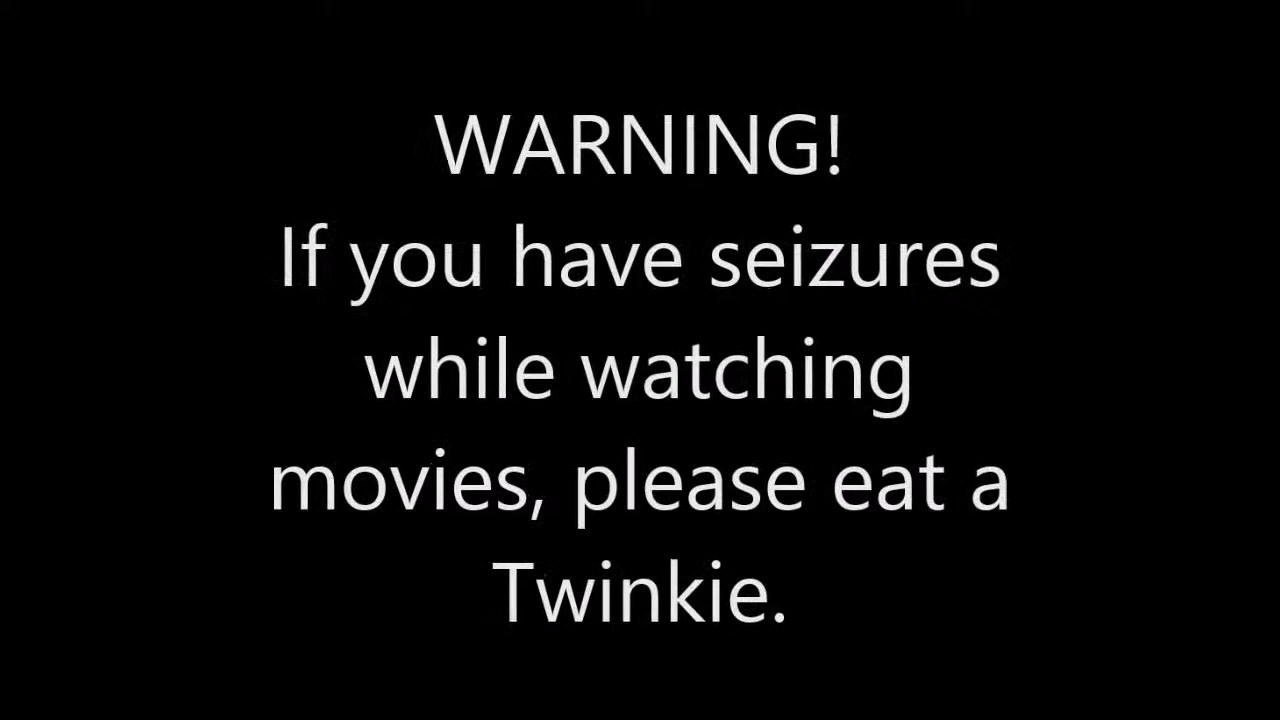 WARNING!
If you have seizures
while watching
movies, please eat a
Twinkie.